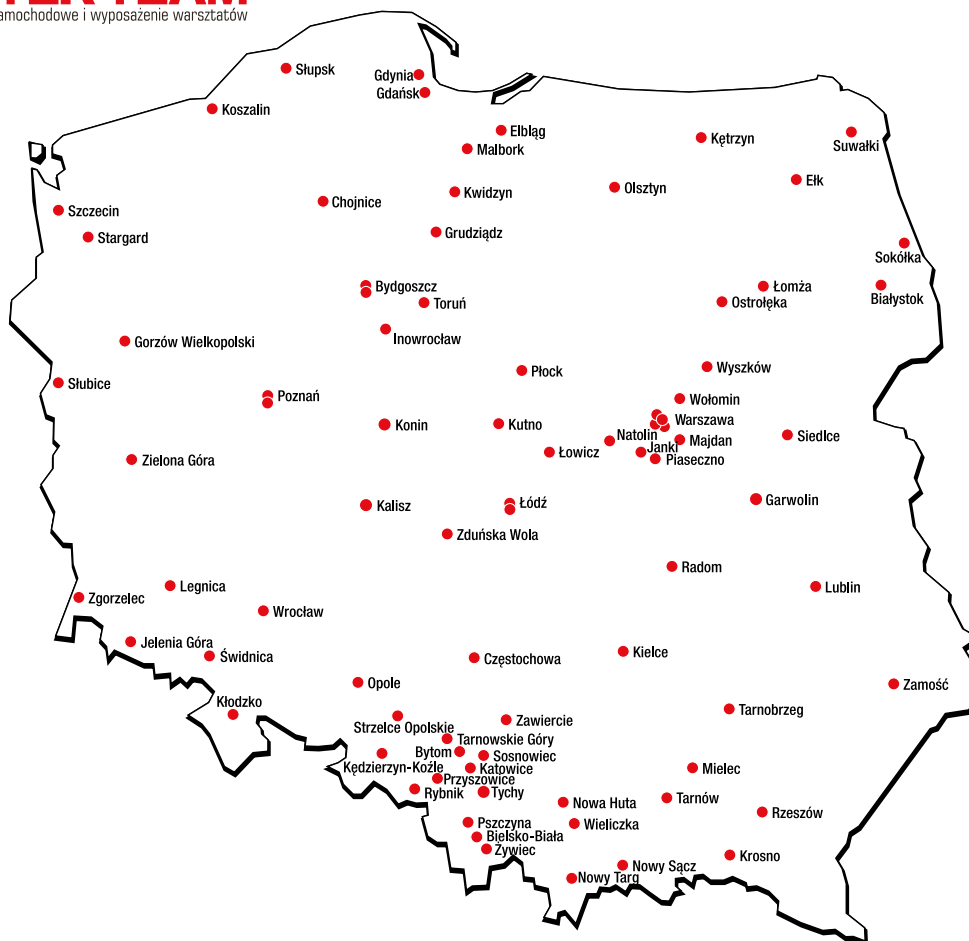 amochodowe i wyposażenie warsztatów
Słupsk
Gdynia
Gdańsk
Koszalin
Elbląg
Kętrzyn
Suwałki
Malbork
Ełk
Olsztyn
Kwidzyn
Chojnice
Szczecin
Stargard
Grudziądz
Sokółka
Bydgoszcz
Łomża
Białystok
Toruń
Ostrołęka
Inowrocław
Gorzów Wielkopolski
Wyszków
Płock
Słubice
Poznań
Wołomin
Warszawa
Konin
Kutno
Natolin
Majdan
Siedlce
Janki
Łowicz
Piaseczno
Zielona Góra
Garwolin
Kalisz
Łódź
Zduńska Wola
Radom
Legnica
Lublin
Zgorzelec
Wrocław
Jelenia Góra
Świdnica
Częstochowa
Kielce
Opole
Zamość
Kłodzko
Tarnobrzeg
Strzelce Opolskie
Zawiercie
Tarnowskie Góry
Bytom
Sosnowiec
Kędzierzyn-Koźle
Katowice
Mielec
Przyszowice
Rybnik
Tychy
Nowa Huta
Tarnów
Rzeszów
Pszczyna
Wieliczka
Bielsko-Biała
Żywiec
Krosno
Nowy Sącz
Nowy Targ